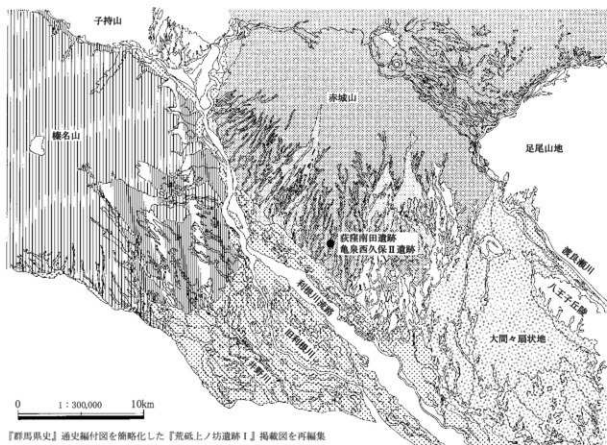 子持山
赤城山
榛名山
足尾山地
荻窪南田遺跡
亀泉西久保Ⅱ遺跡
渡良瀬川
八王子丘陵
利根川流路
旧利根川
大間々扇状地
0 1:300,000 10km
『群馬県史』通史編付図を簡略化した『荒砥上ノ坊遺跡Ⅰ』掲載図を再編集